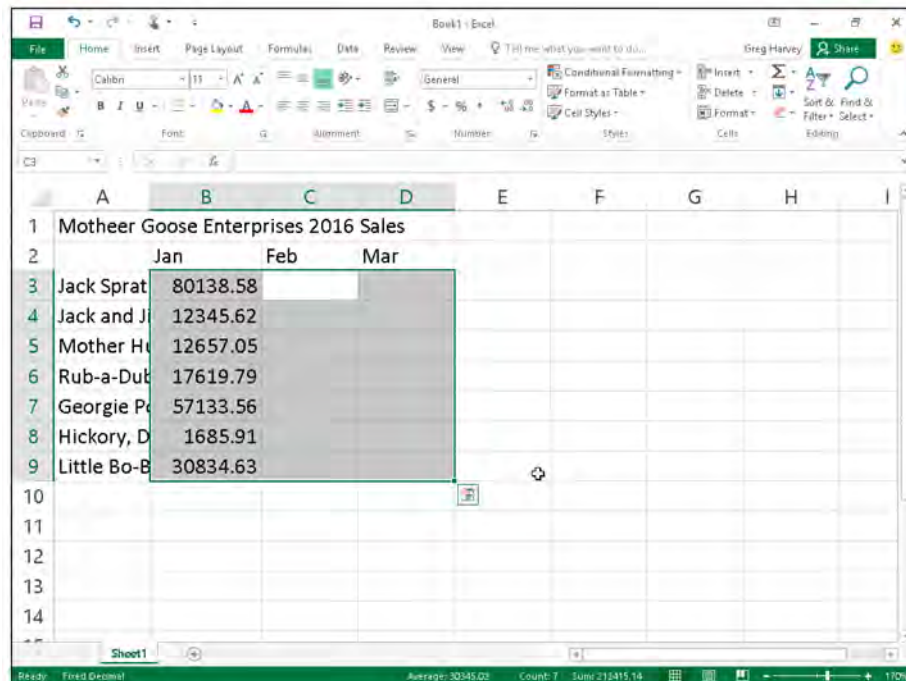 Book1 - Excel
File Home Insert Page Layout Formulas Data Review View Tell me what you want to do... Greg Harvey Share
Paste Calibri 11 A A General Conditional Formatting Insert
B I U A $ % Format as Table Delete Sort & Find &
Cell Styles Format Filter Select
Clipboard Font Alignment Number Styles Cells Editing
C3 fx
A B C D E F G H I
1 Motheer Goose Enterprises 2016 Sales
2 Jan Feb Mar
3 Jack Sprat 80138.58
4 Jack and Ji 12345.62
5 Mother Hu 12657.05
6 Rub-a-Dub 17619.79
7 Georgie Po 57133.56
8 Hickory, D 1685.91
9 Little Bo-B 30834.63
10
11
12
13
14
Sheet1
Ready Fixed Decimal Average: 30345.03 Count: 7 Sum: 212415.14 170%